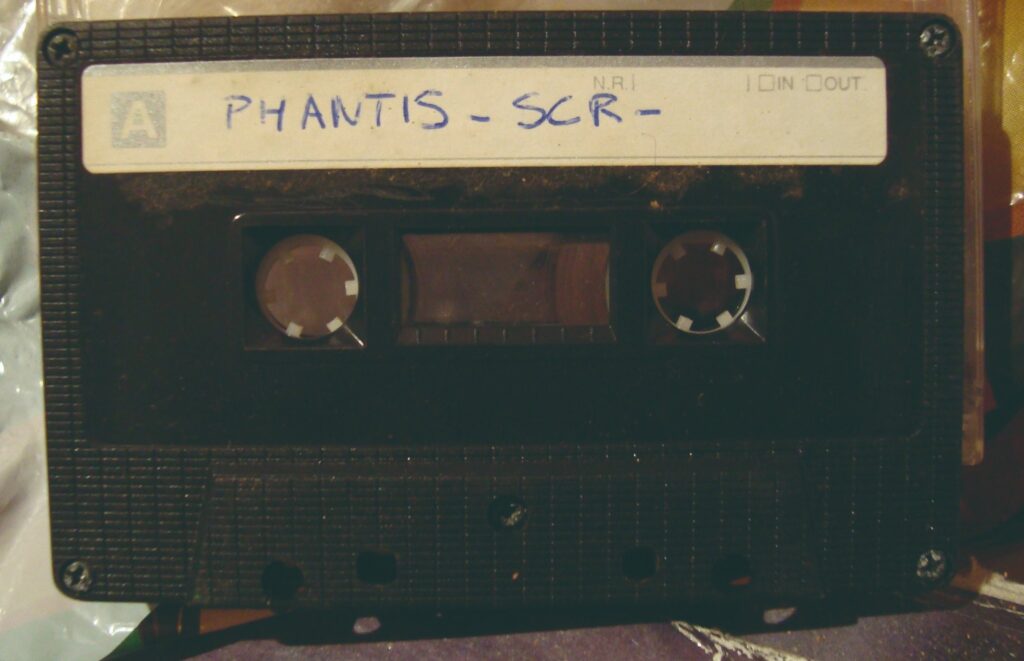 N.R. IN OUT
A PHANTIS - SCR -